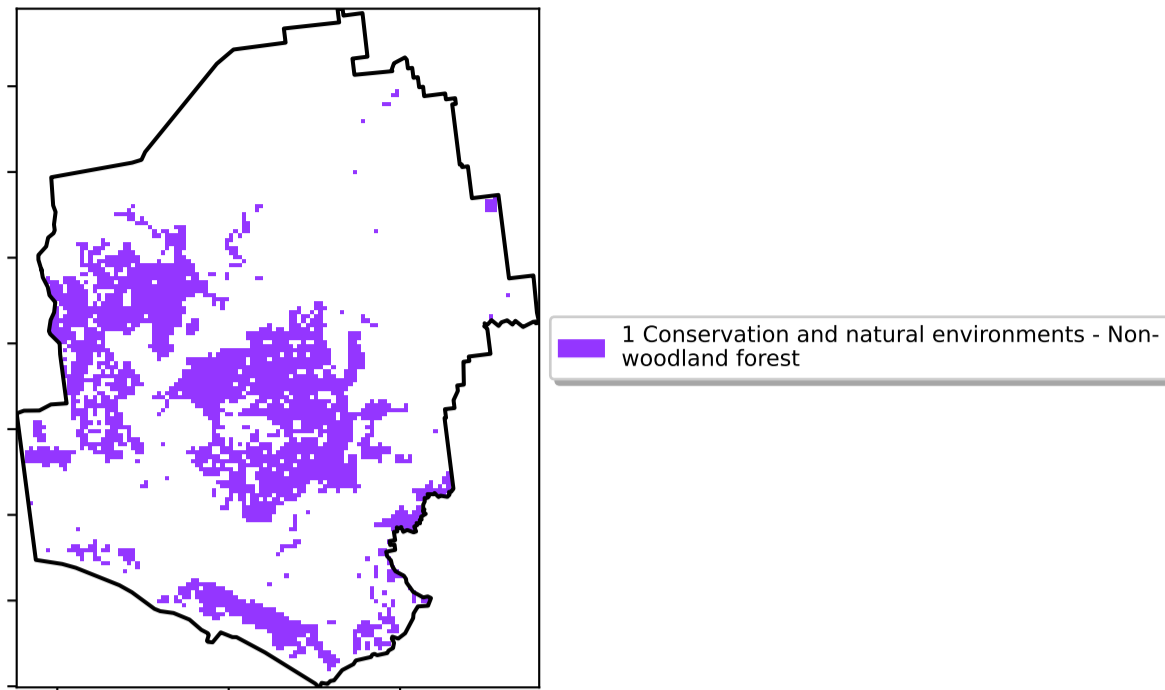 1 Conservation and natural environments - Non-
woodland forest